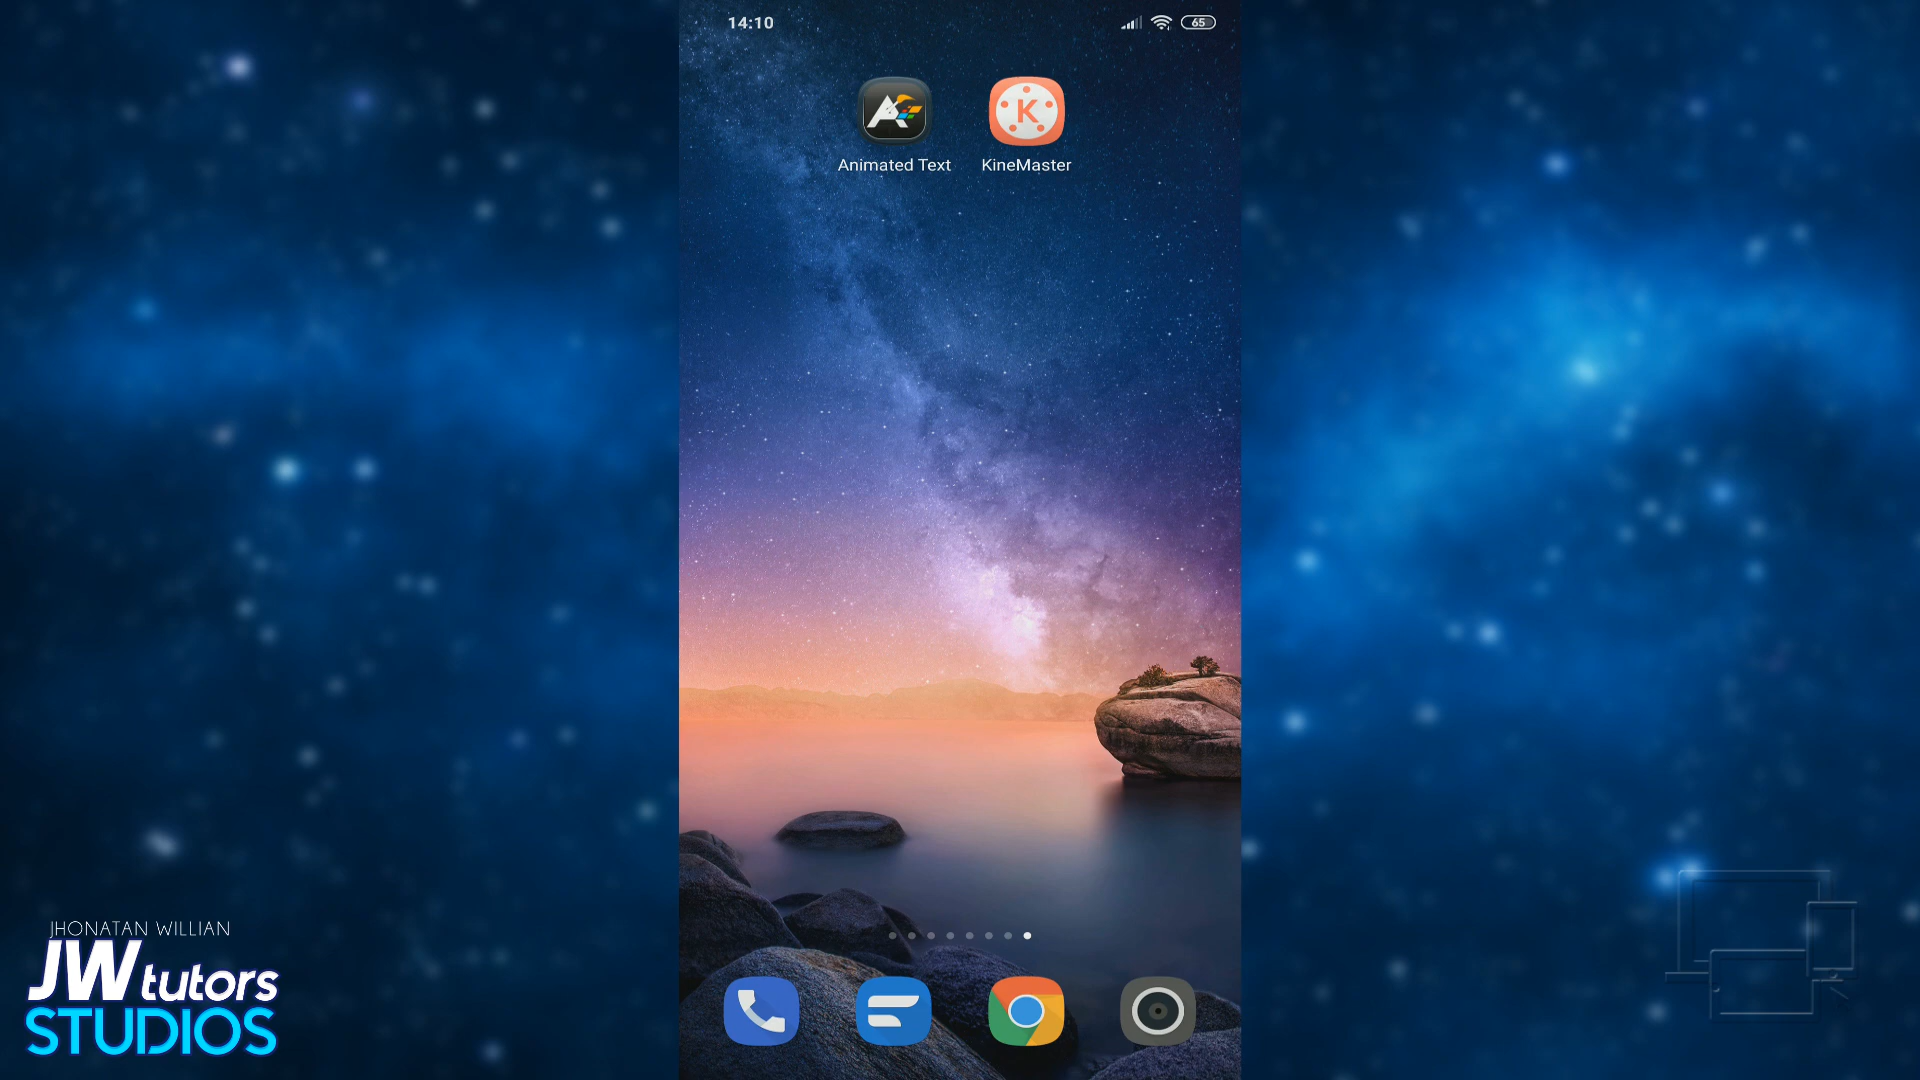 14:10
65
Animated Text
K
KineMaster
JHONATAN WILLIAN
JW tutors
STUDIOS